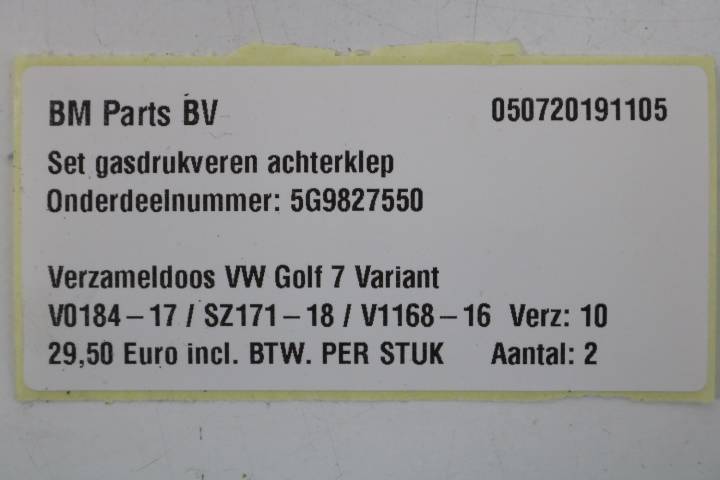 BM Parts BV 050720191105
Set gasdrukveren achterklep
Onderdeelnummer: 5G9827550
Verzameldoos VW Golf 7 Variant
V0184-17 / SZ171-18 / V1168-16 Verz: 10
29,50 Euro incl. BTW. PER STUK Aantal: 2